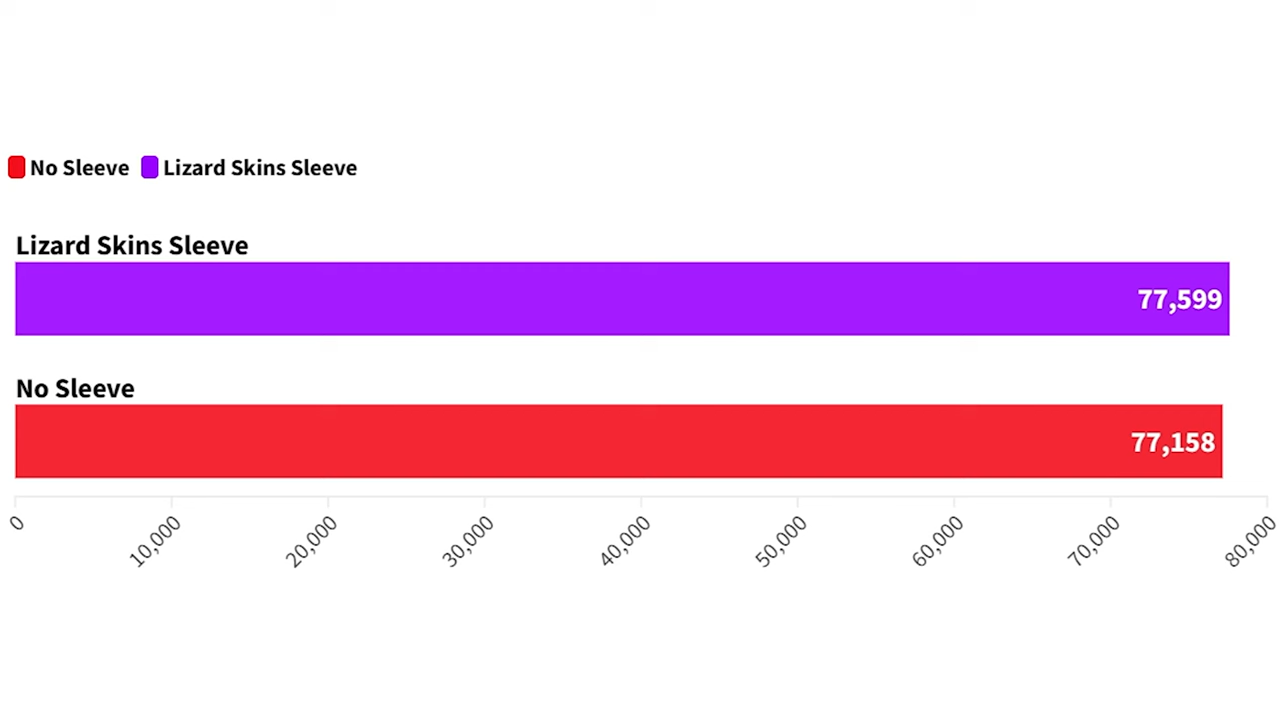 No Sleeve Lizard Skins Sleeve
Lizard Skins Sleeve
77,599
No Sleeve
77,158
0 10,000 20,000 30,000 40,000 50,000 60,000 70,000 80,000